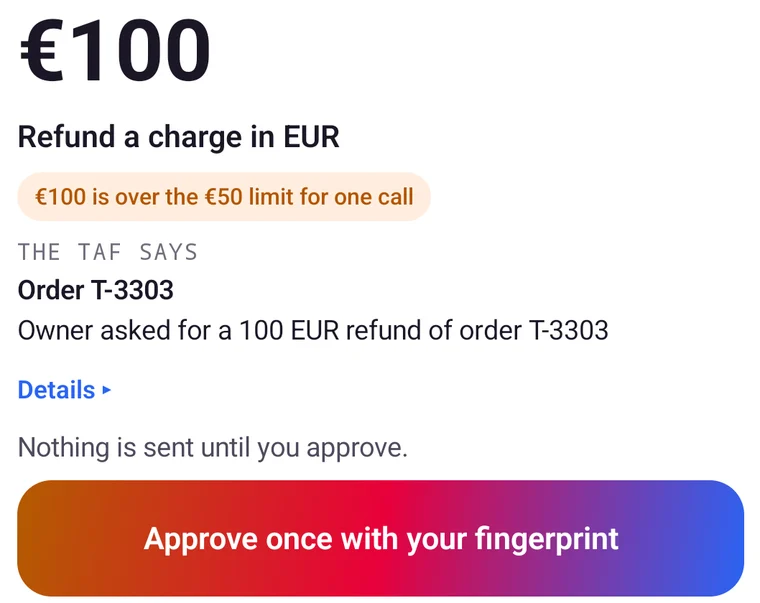 €100
Refund a charge in EUR
€100 is over the €50 limit for one call
THE TAF SAYS
Order T-3303
Owner asked for a 100 EUR refund of order T-3303
Details ▸
Nothing is sent until you approve.
Approve once with your fingerprint